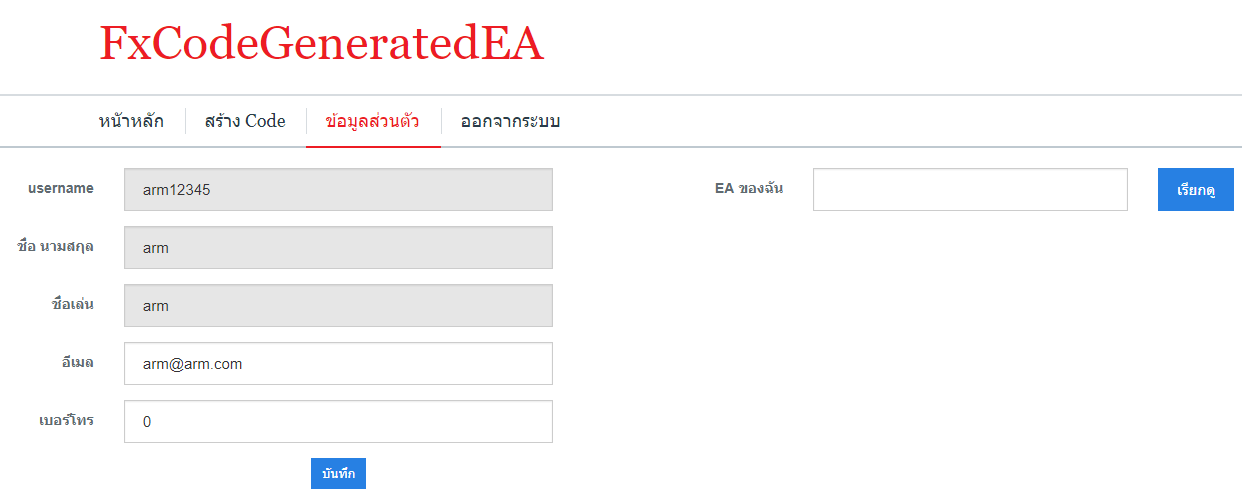 FxCodeGeneratedEA
หน้าหลัก สร้าง Code ข้อมูลส่วนตัว ออกจากระบบ
username arm12345 EA ของฉัน เรียกดู
ชื่อ นามสกุล arm
ชื่อเล่น arm
อีเมล arm@arm.com
เบอร์โทร 0
บันทึก